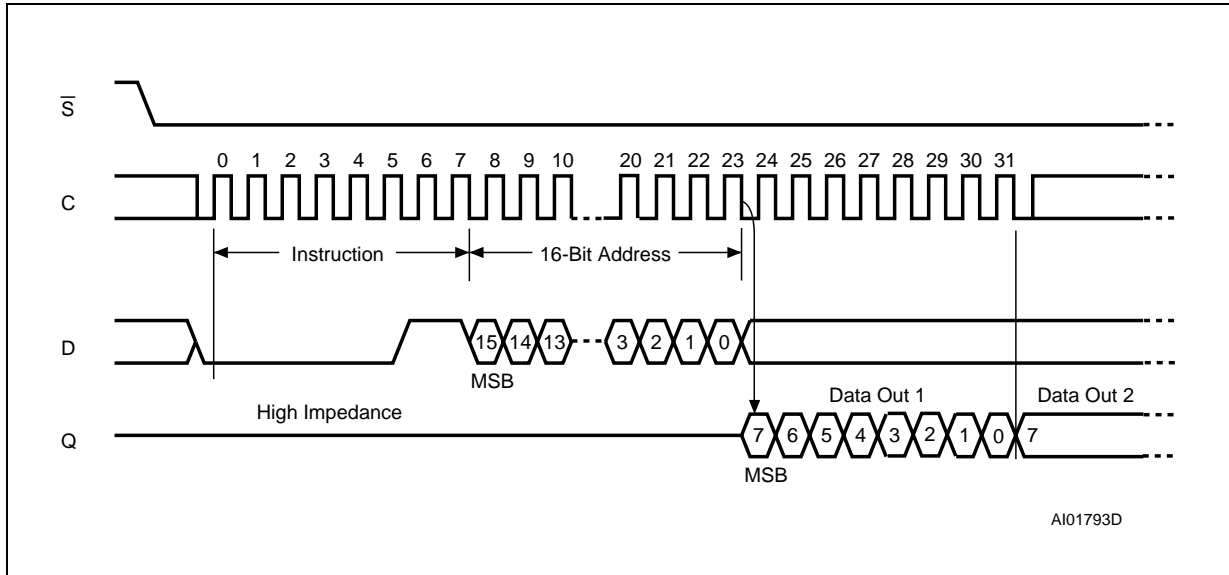 S̅
0 1 2 3 4 5 6 7 8 9 10 20 21 22 23 24 25 26 27 28 29 30 31
C
Instruction 16-Bit Address
D
15 14 13 3 2 1 0
MSB
High Impedance
Data Out 1 Data Out 2
Q
7 6 5 4 3 2 1 0 7
MSB
AI01793D